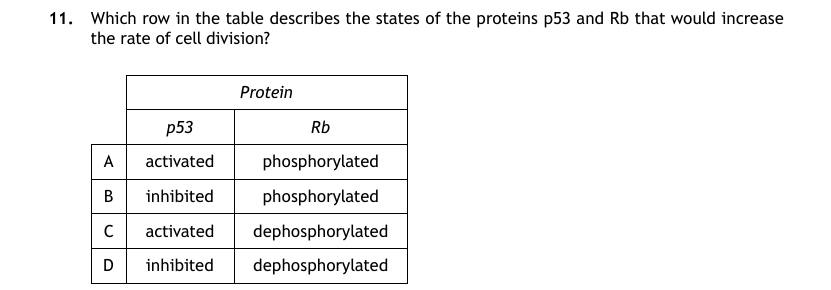 11. Which row in the table describes the states of the proteins p53 and Rb that would increase
the rate of cell division?
Protein
p53 Rb
A activated phosphorylated
B inhibited phosphorylated
C activated dephosphorylated
D inhibited dephosphorylated